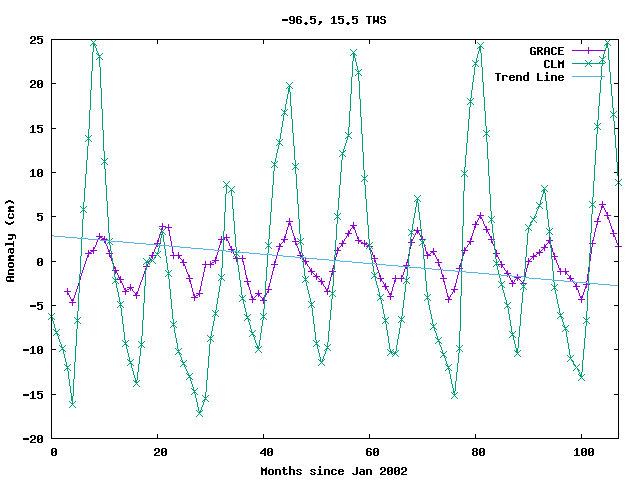 -96.5, 15.5 TWS
GRACE
CLM
Trend Line
25
20
15
10
5
0
-5
-10
-15
-20
Anomaly (cm)
0 20 40 60 80 100
Months since Jan 2002